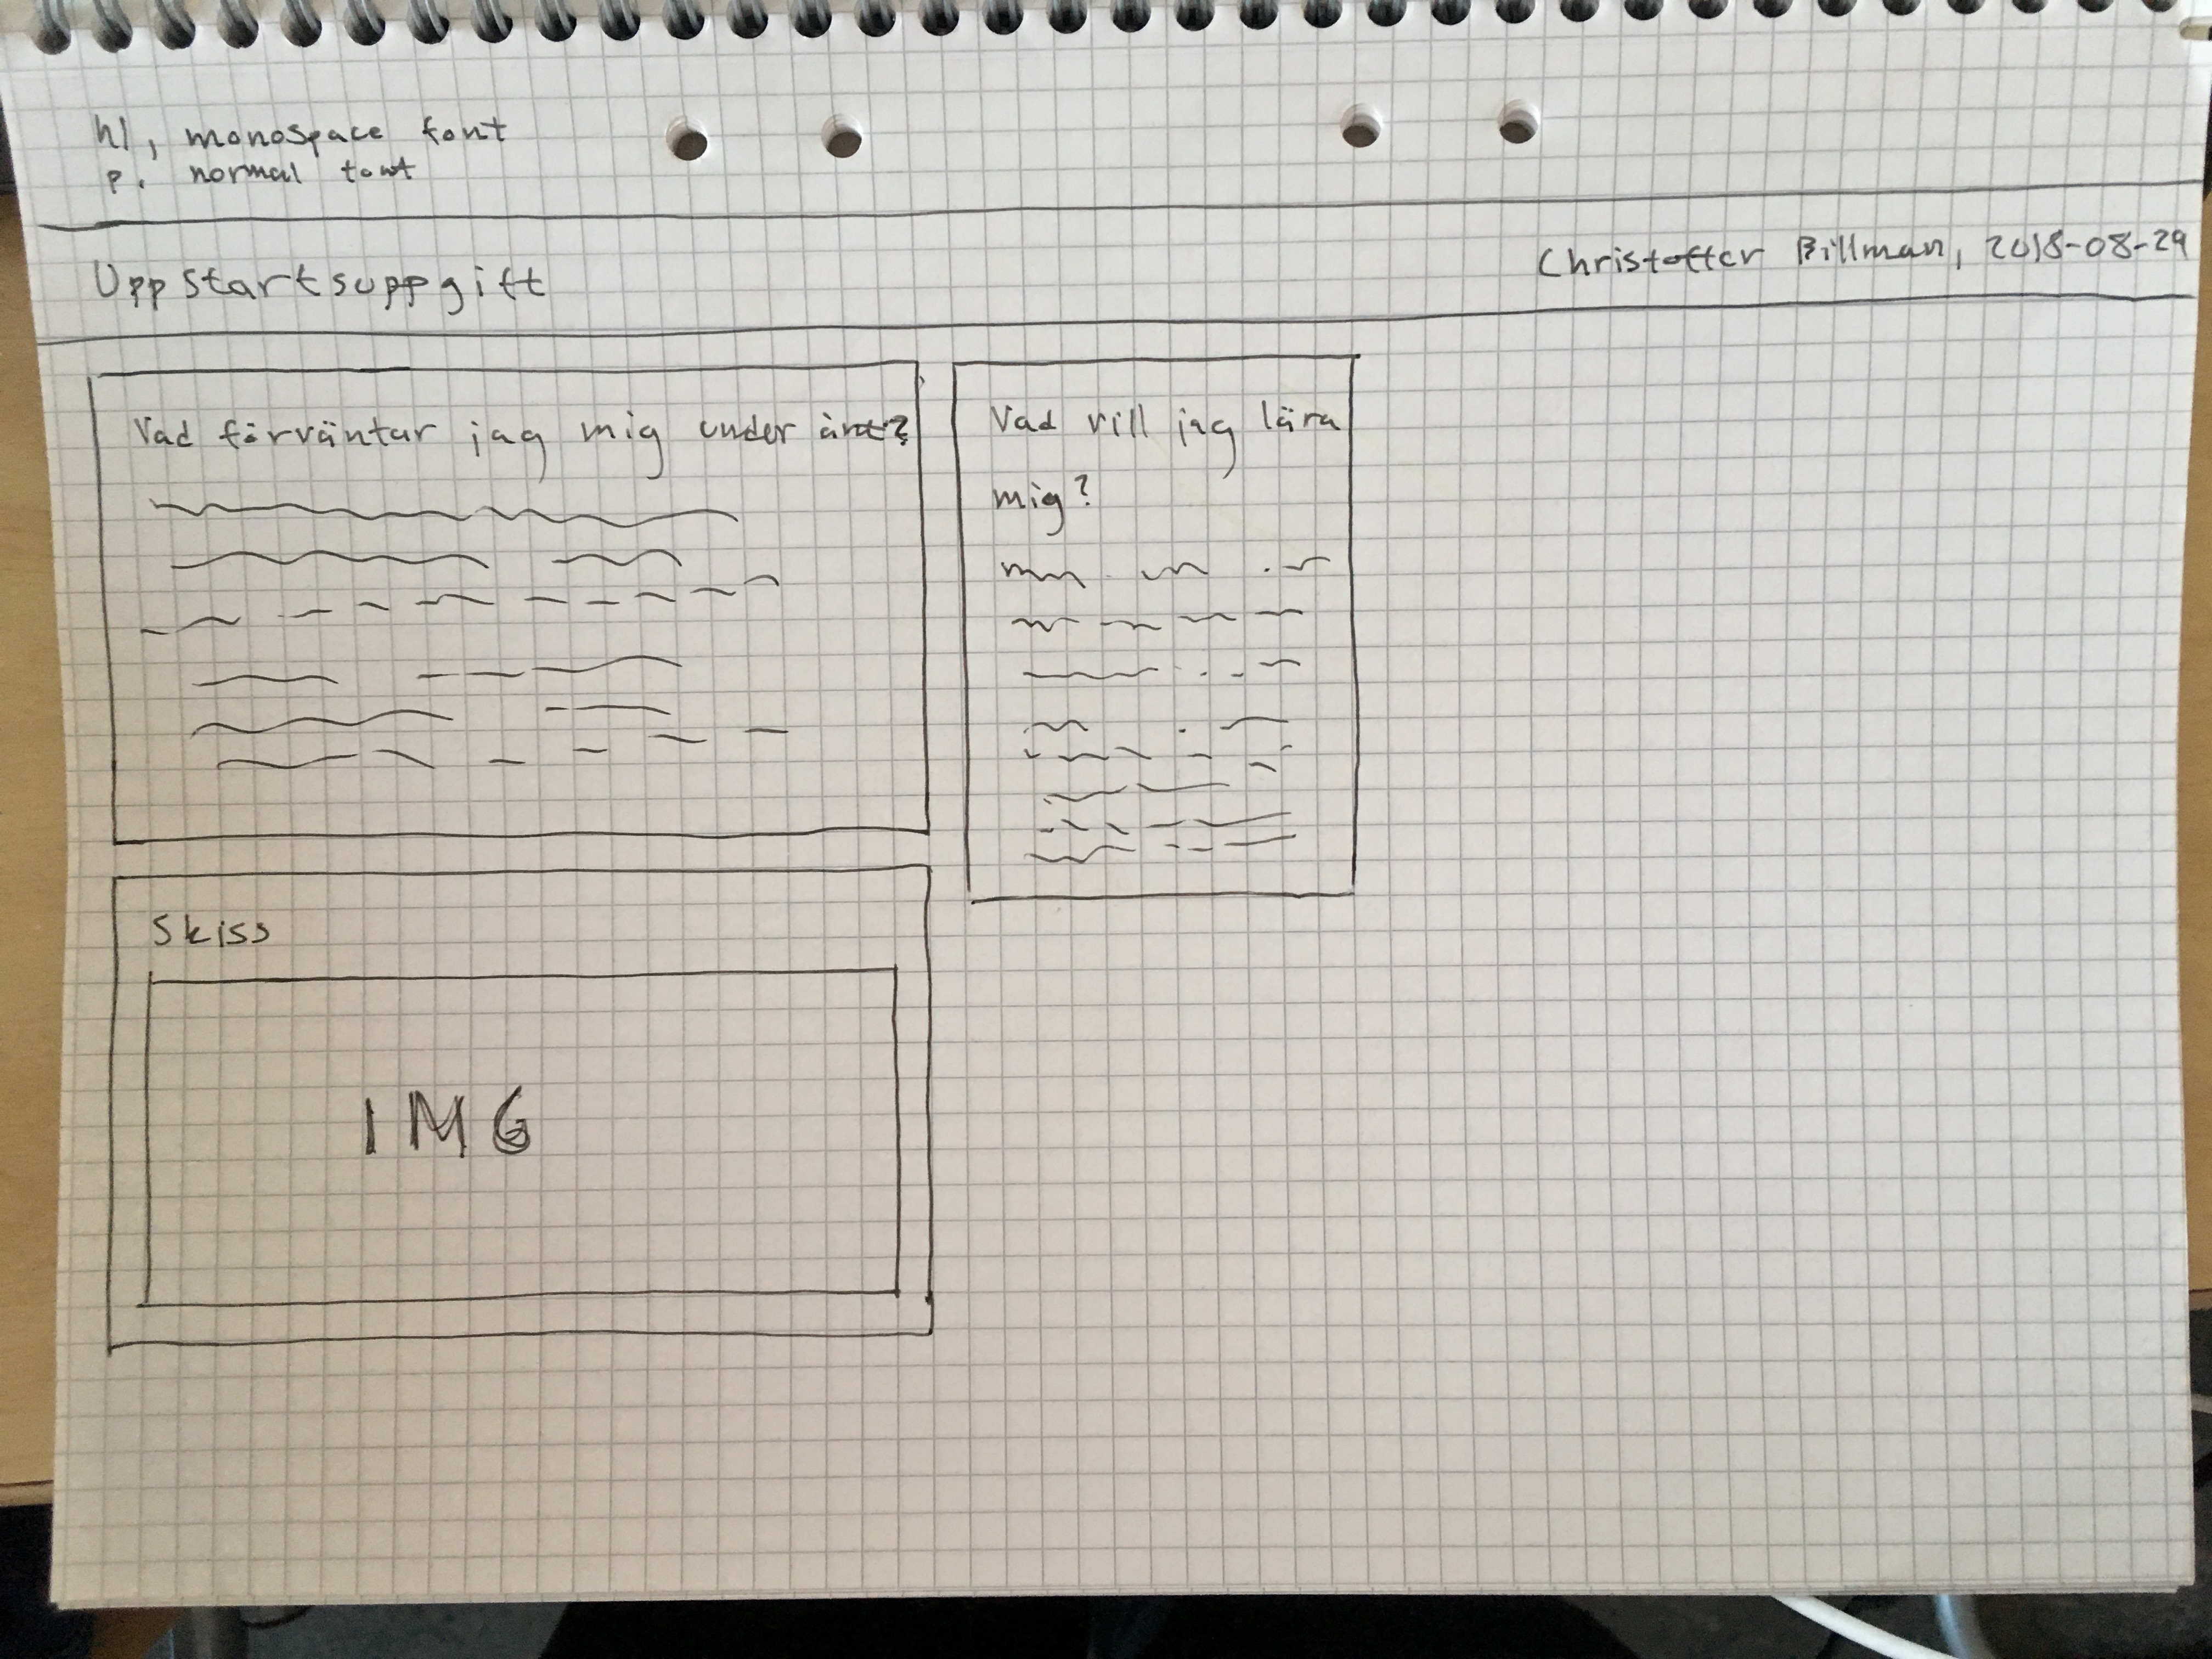 h1, monospace font
p. normal font
Uppstartsuppgift
Christoffer Billman, 2018-08-29
Vad förväntar jag mig under året?
Vad vill jag lära
mig?
Skiss
IMG